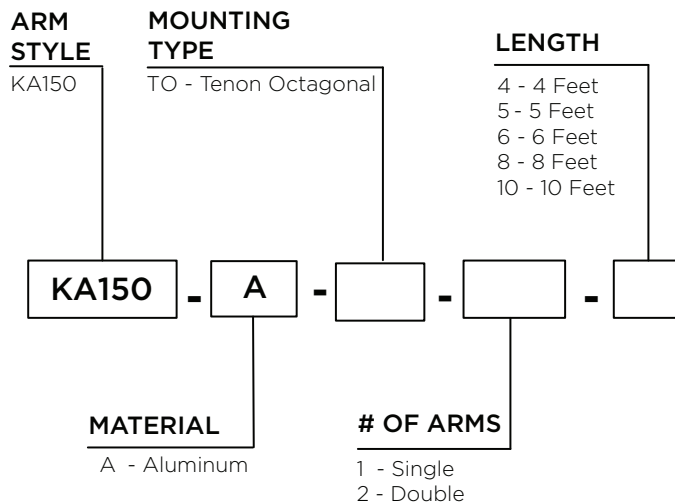 ARM
STYLE
KA150
MOUNTING
TYPE
TO - Tenon Octagonal
LENGTH
4 - 4 Feet
5 - 5 Feet
6 - 6 Feet
8 - 8 Feet
10 - 10 Feet
KA150 - A - - -
MATERIAL
A - Aluminum
# OF ARMS
1 - Single
2 - Double